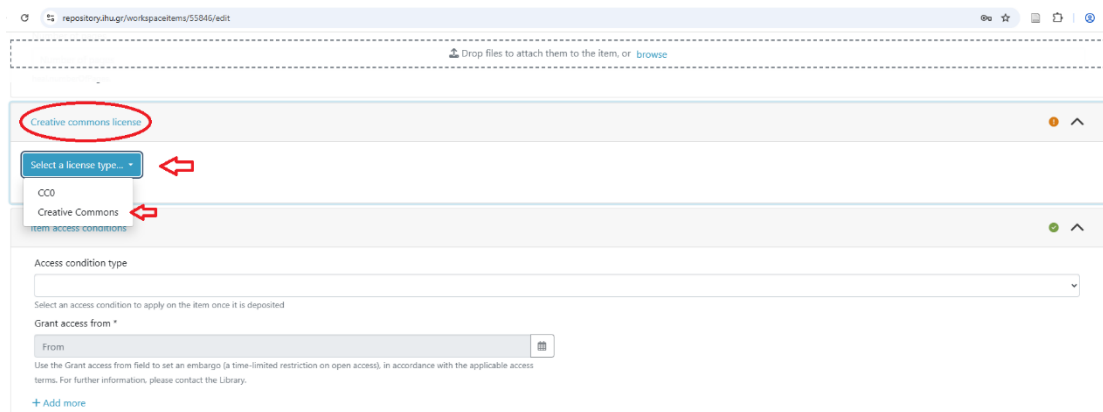 repository.ihu.gr/workspaceitems/55846/edit
Drop files to attach them to the item, or browse
Creative commons license
Select a license type...
CC0
Creative Commons
Item access conditions
Access condition type
Select an access condition to apply on the item once it is deposited
Grant access from *
From
Use the Grant access from field to set an embargo (a time-limited restriction on open access), in accordance with the applicable access
terms. For further information, please contact the Library.
+ Add more